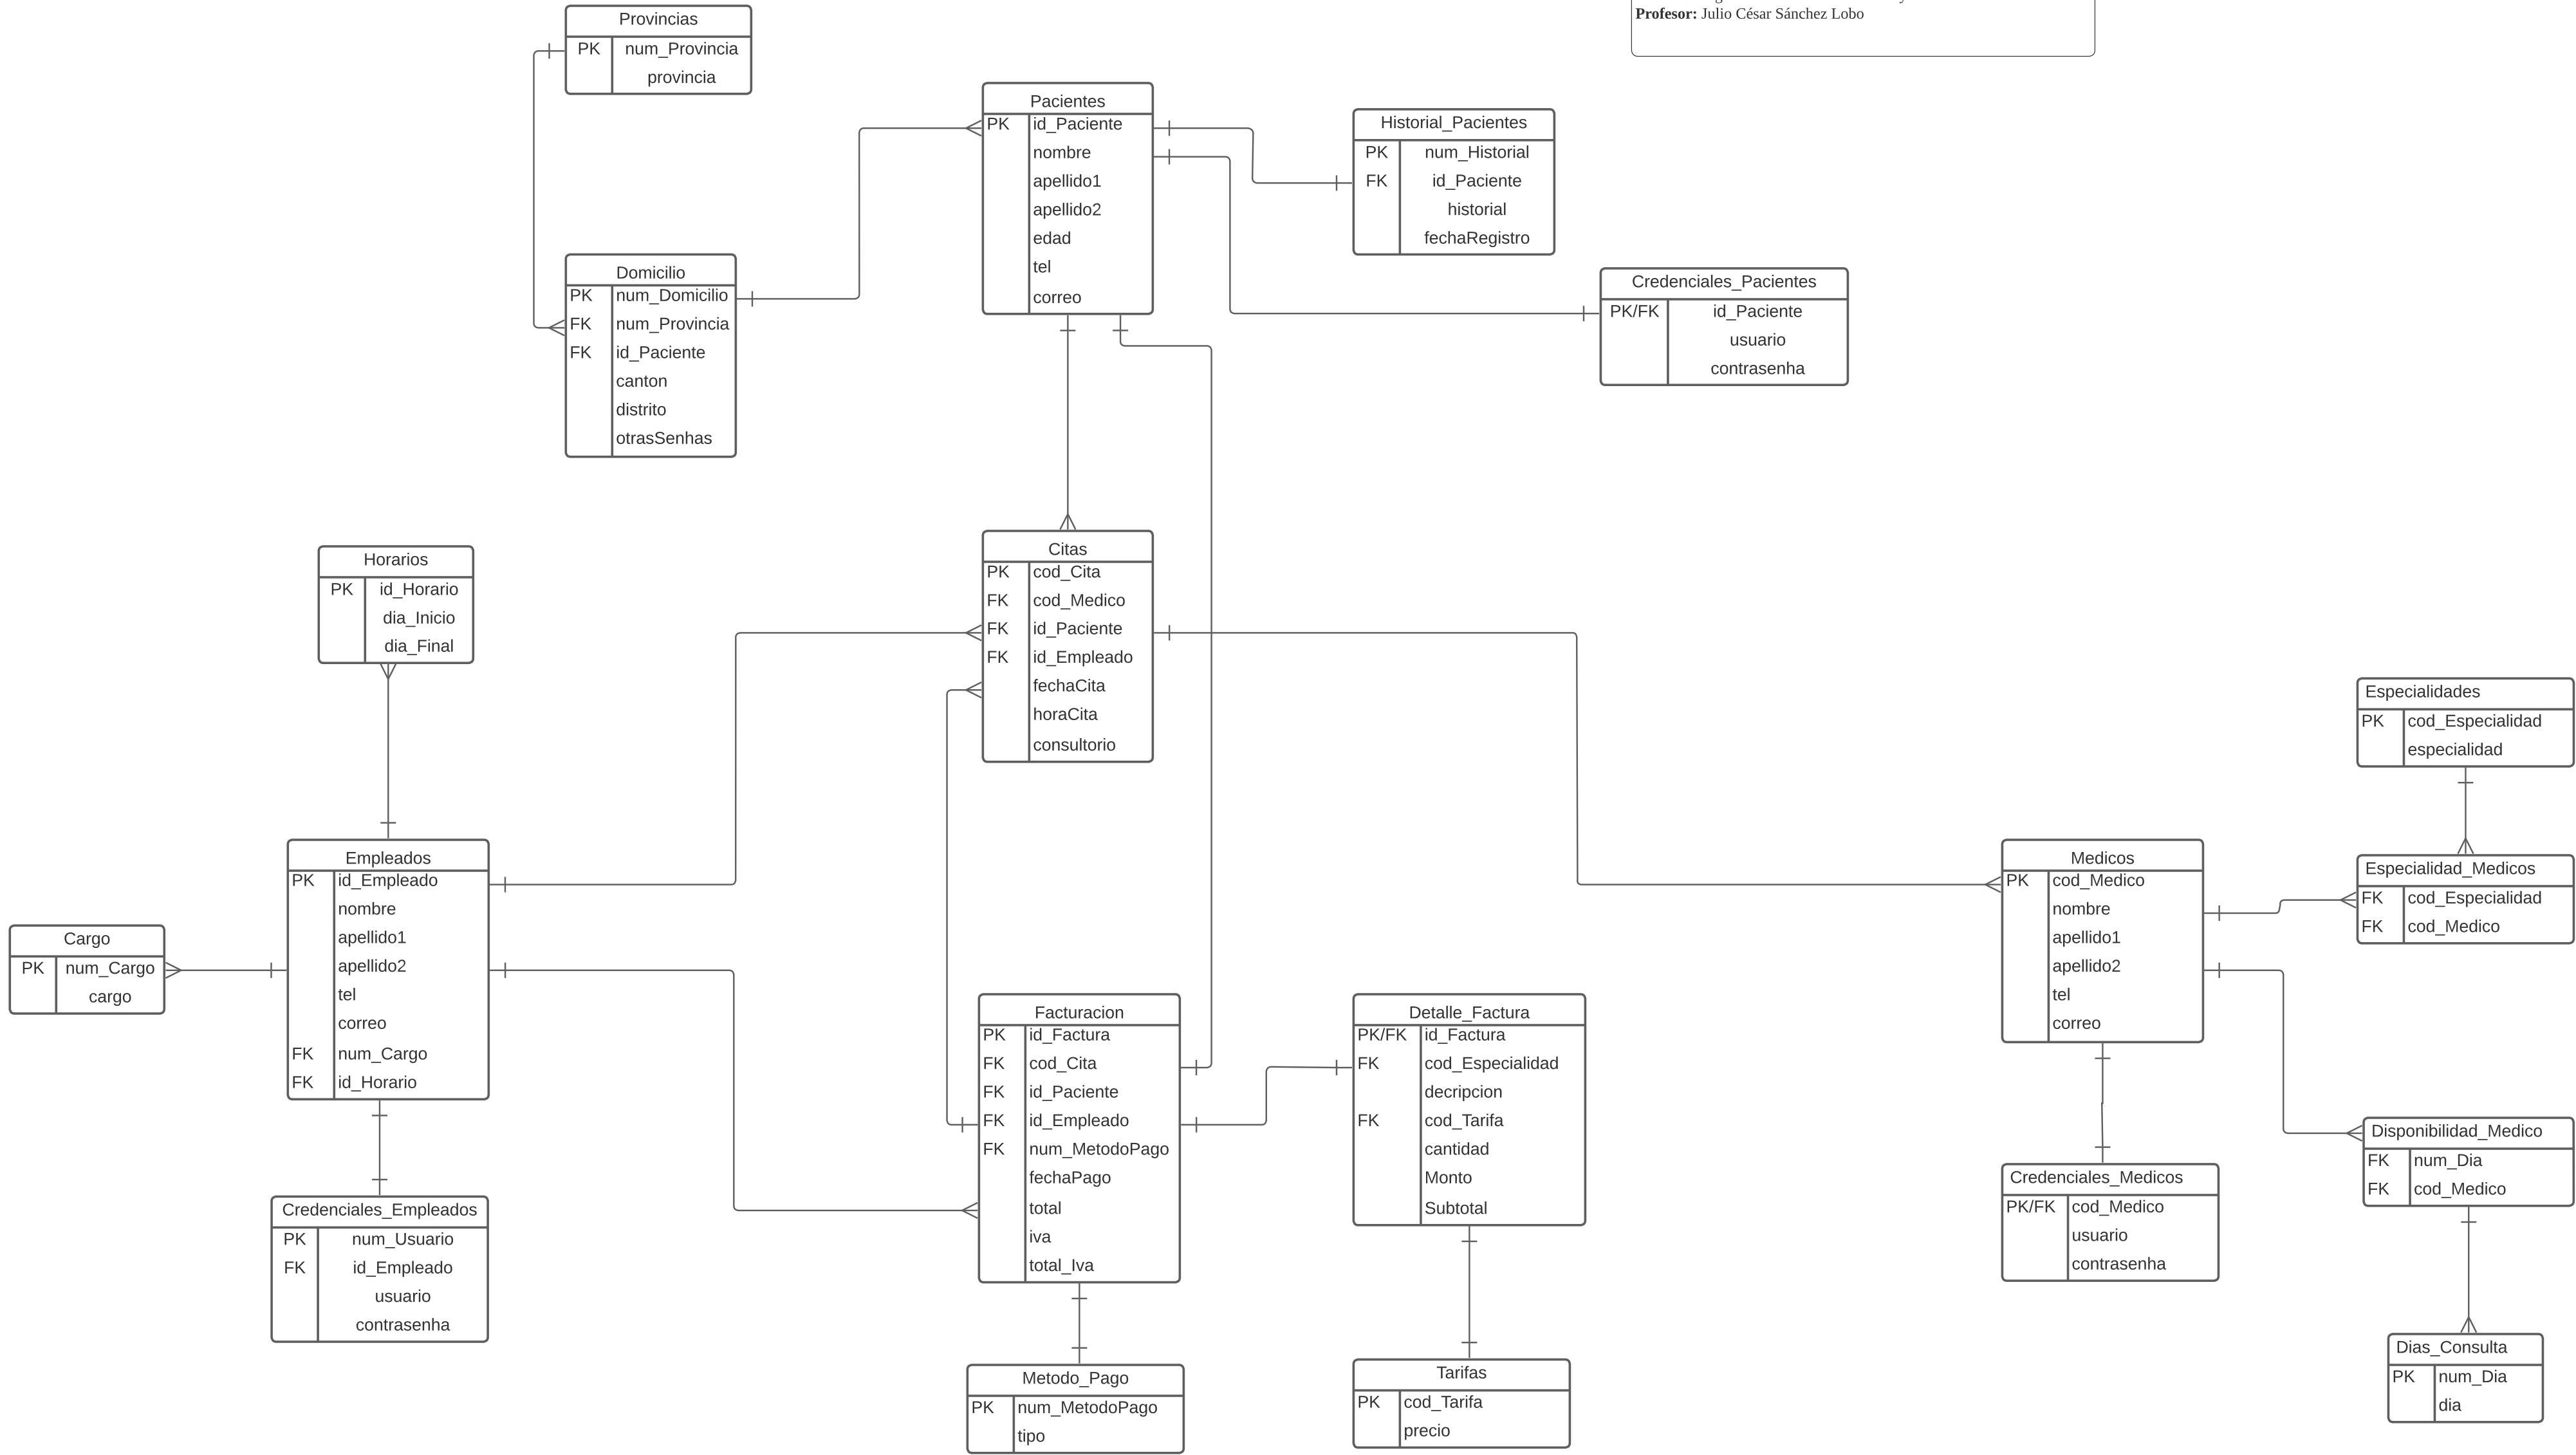 Profesor: Julio César Sánchez Lobo
Provincias
PK num_Provincia
provincia
Pacientes
PK id_Paciente
nombre
apellido1
apellido2
edad
tel
correo
Historial_Pacientes
PK num_Historial
FK id_Paciente
historial
fechaRegistro
Domicilio
PK num_Domicilio
FK num_Provincia
FK id_Paciente
canton
distrito
otrasSenhas
Credenciales_Pacientes
PK/FK id_Paciente
usuario
contrasenha
Horarios
PK id_Horario
dia_Inicio
dia_Final
Citas
PK cod_Cita
FK cod_Medico
FK id_Paciente
FK id_Empleado
fechaCita
horaCita
consultorio
Especialidades
PK cod_Especialidad
especialidad
Empleados
PK id_Empleado
nombre
apellido1
apellido2
tel
correo
FK num_Cargo
FK id_Horario
Medicos
PK cod_Medico
nombre
apellido1
apellido2
tel
correo
Especialidad_Medicos
FK cod_Especialidad
FK cod_Medico
Cargo
PK num_Cargo
cargo
Facturacion
PK id_Factura
FK cod_Cita
FK id_Paciente
FK id_Empleado
FK num_MetodoPago
fechaPago
total
iva
total_Iva
Detalle_Factura
PK/FK id_Factura
FK cod_Especialidad
decripcion
FK cod_Tarifa
cantidad
Monto
Subtotal
Disponibilidad_Medico
FK num_Dia
FK cod_Medico
Credenciales_Medicos
PK/FK cod_Medico
usuario
contrasenha
Credenciales_Empleados
PK num_Usuario
FK id_Empleado
usuario
contrasenha
Dias_Consulta
PK num_Dia
dia
Metodo_Pago
PK num_MetodoPago
tipo
Tarifas
PK cod_Tarifa
precio